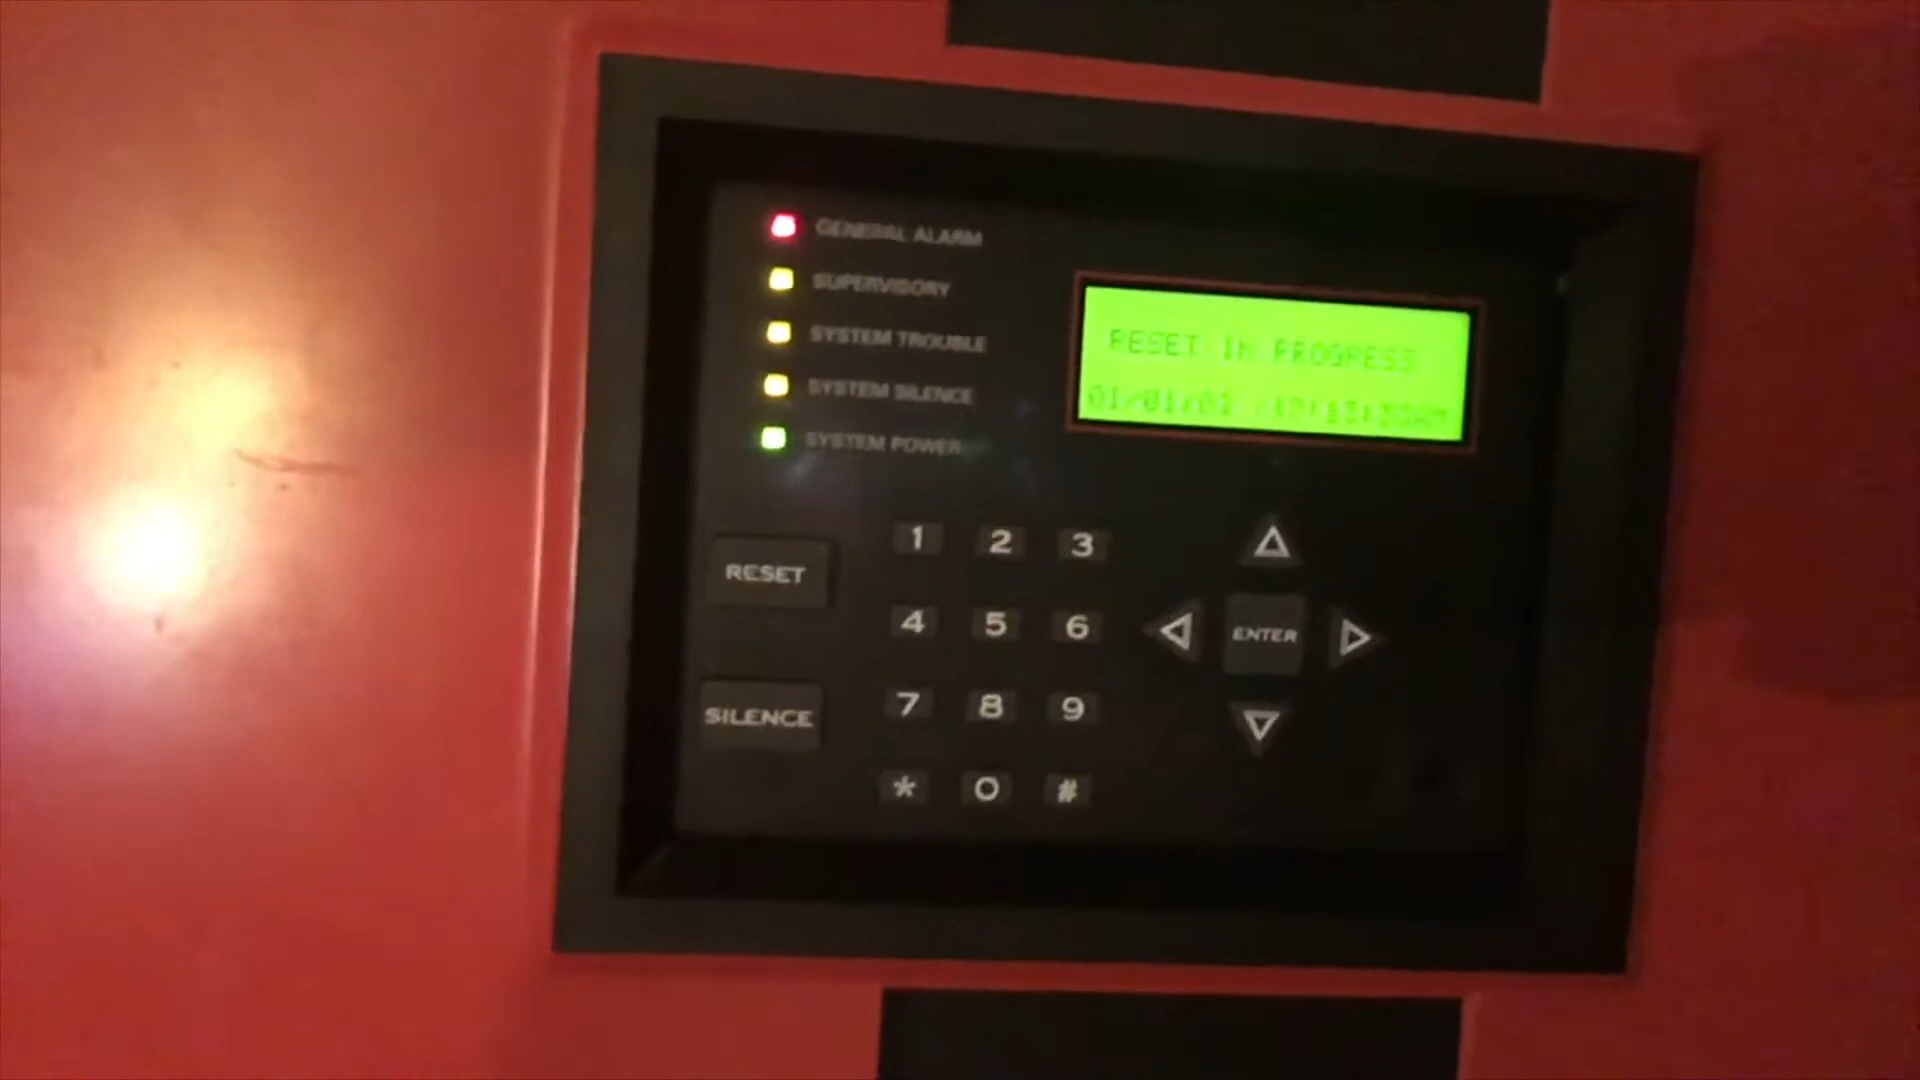 GENERAL ALARM
SUPERVISORY
SYSTEM TROUBLE
SYSTEM SILENCE
SYSTEM POWER
RESET IN PROGRESS
01/01/02
RESET
SILENCE
1 2 3
4 5 6
7 8 9
* 0 #
ENTER